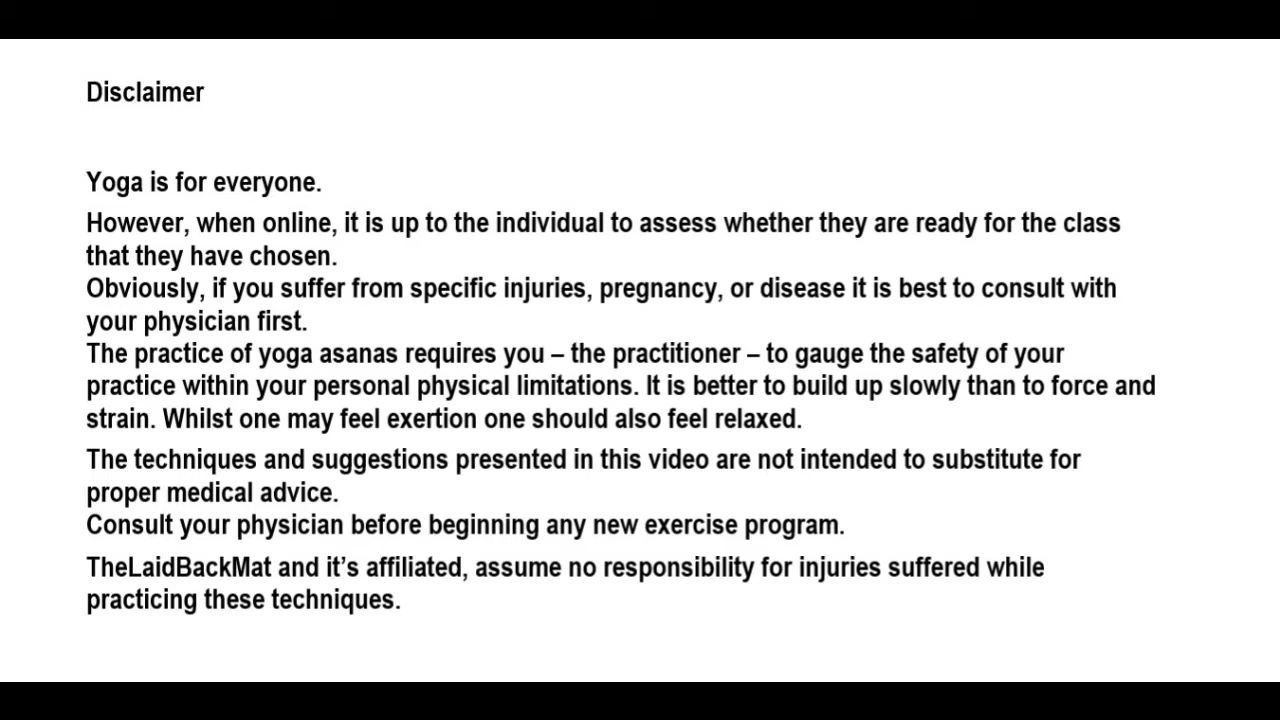 Disclaimer
Yoga is for everyone.
However, when online, it is up to the individual to assess whether they are ready for the class
that they have chosen.
Obviously, if you suffer from specific injuries, pregnancy, or disease it is best to consult with
your physician first.
The practice of yoga asanas requires you – the practitioner – to gauge the safety of your
practice within your personal physical limitations. It is better to build up slowly than to force and
strain. Whilst one may feel exertion one should also feel relaxed.
The techniques and suggestions presented in this video are not intended to substitute for
proper medical advice.
Consult your physician before beginning any new exercise program.
TheLaidBackMat and it’s affiliated, assume no responsibility for injuries suffered while
practicing these techniques.